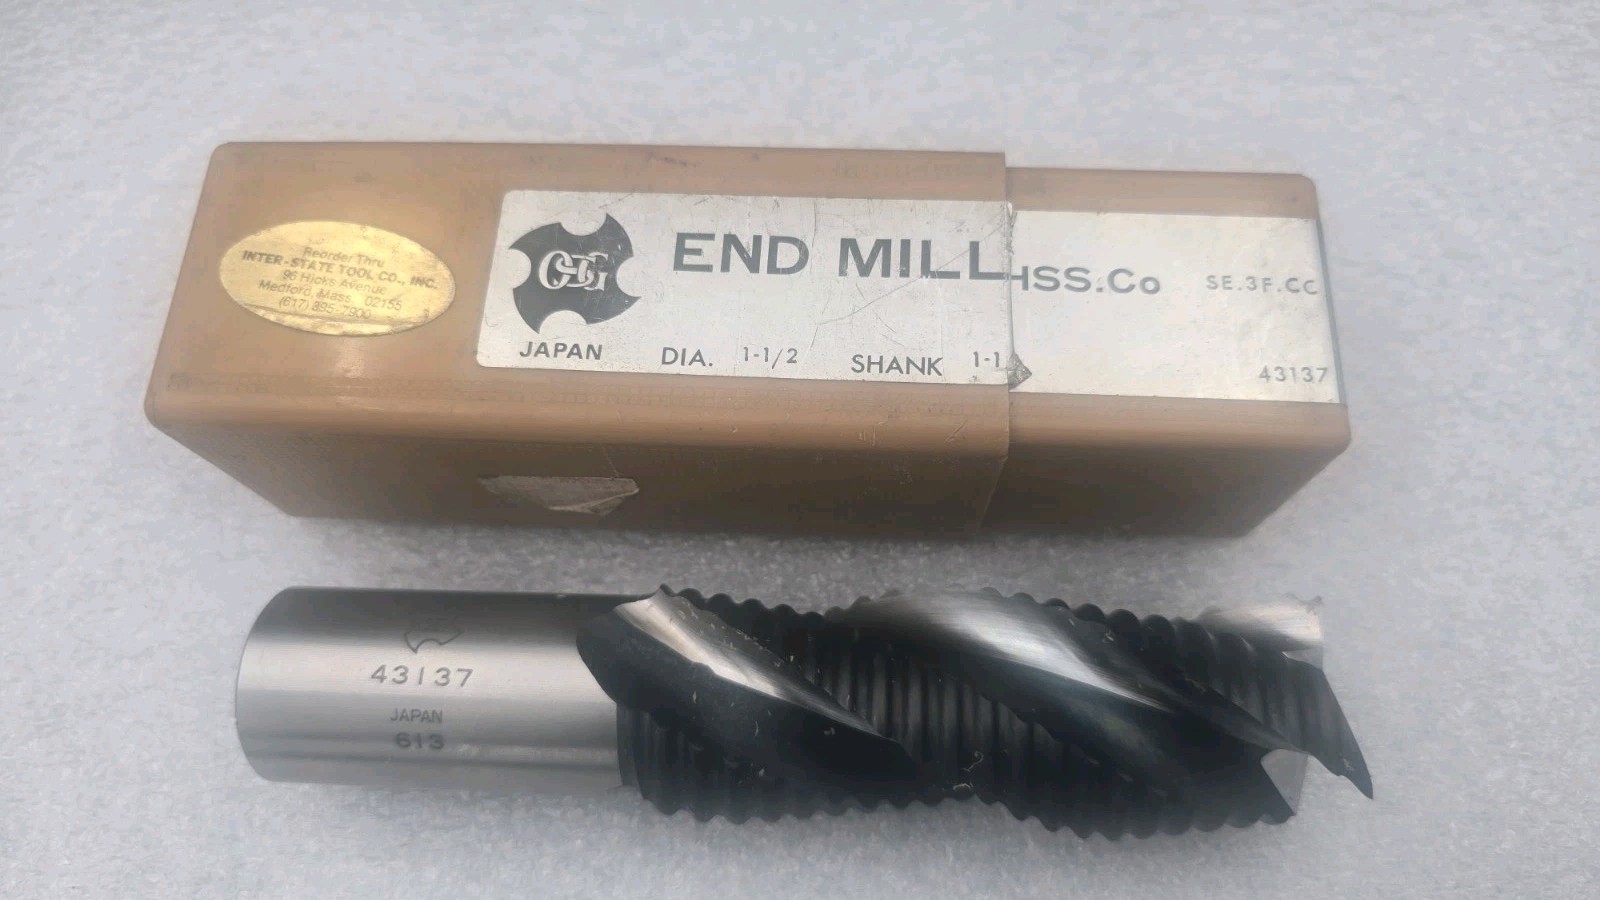 Reorder Thru
INTER-STATE TOOL CO., INC.
96 Hicks Avenue
Medford, Mass. 02155
(617) 395-7900
OSG
JAPAN
END MILL
HSS.Co
SE.3F.CC
DIA. 1-1/2
SHANK 1-1
43137
43137
JAPAN
613